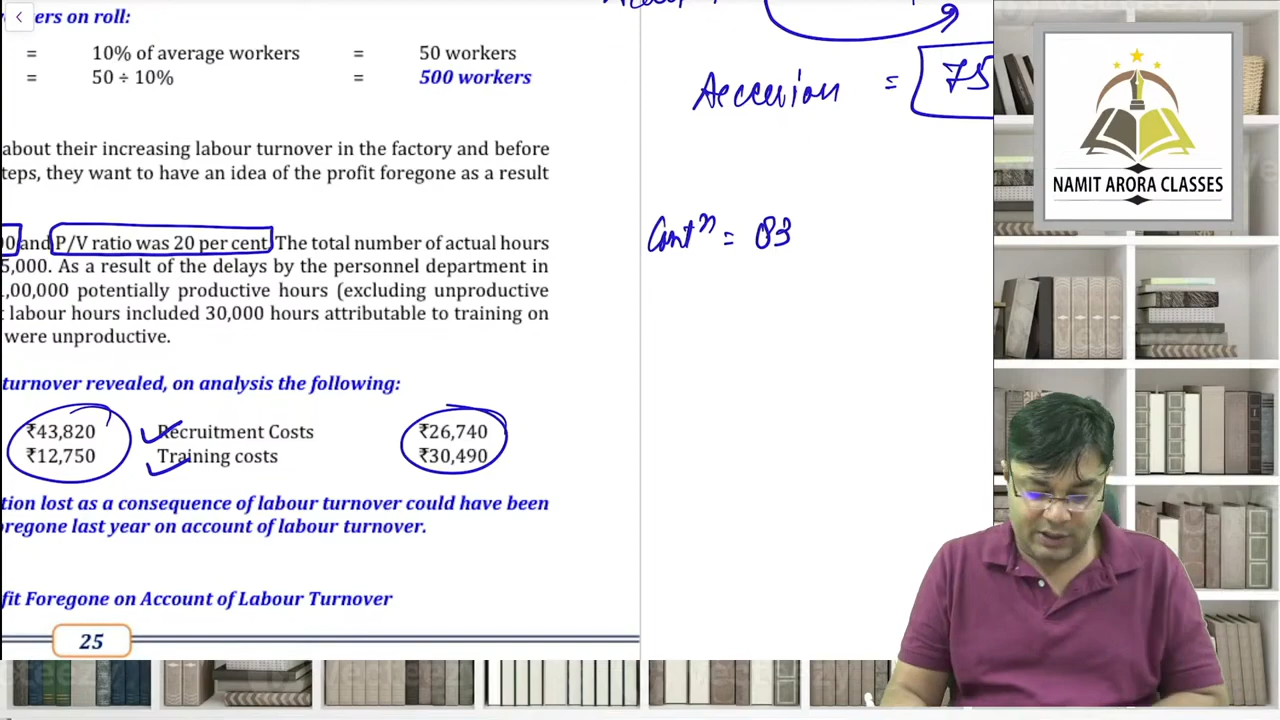 ers on roll:
= 10% of average workers = 50 workers
= 50 ÷ 10% = 500 workers
about their increasing labour turnover in the factory and before
teps, they want to have an idea of the profit foregone as a result
0 and P/V ratio was 20 per cent. The total number of actual hours
5,000. As a result of the delays by the personnel department in
1,00,000 potentially productive hours (excluding unproductive
t labour hours included 30,000 hours attributable to training on
were unproductive.
turnover revealed, on analysis the following:
₹43,820 Recruitment Costs ₹26,740
₹12,750 Training costs ₹30,490
tion lost as a consequence of labour turnover could have been
oregone last year on account of labour turnover.
fit Foregone on Account of Labour Turnover
25
Accession = 75
Contn = 83
NAMIT ARORA CLASSES